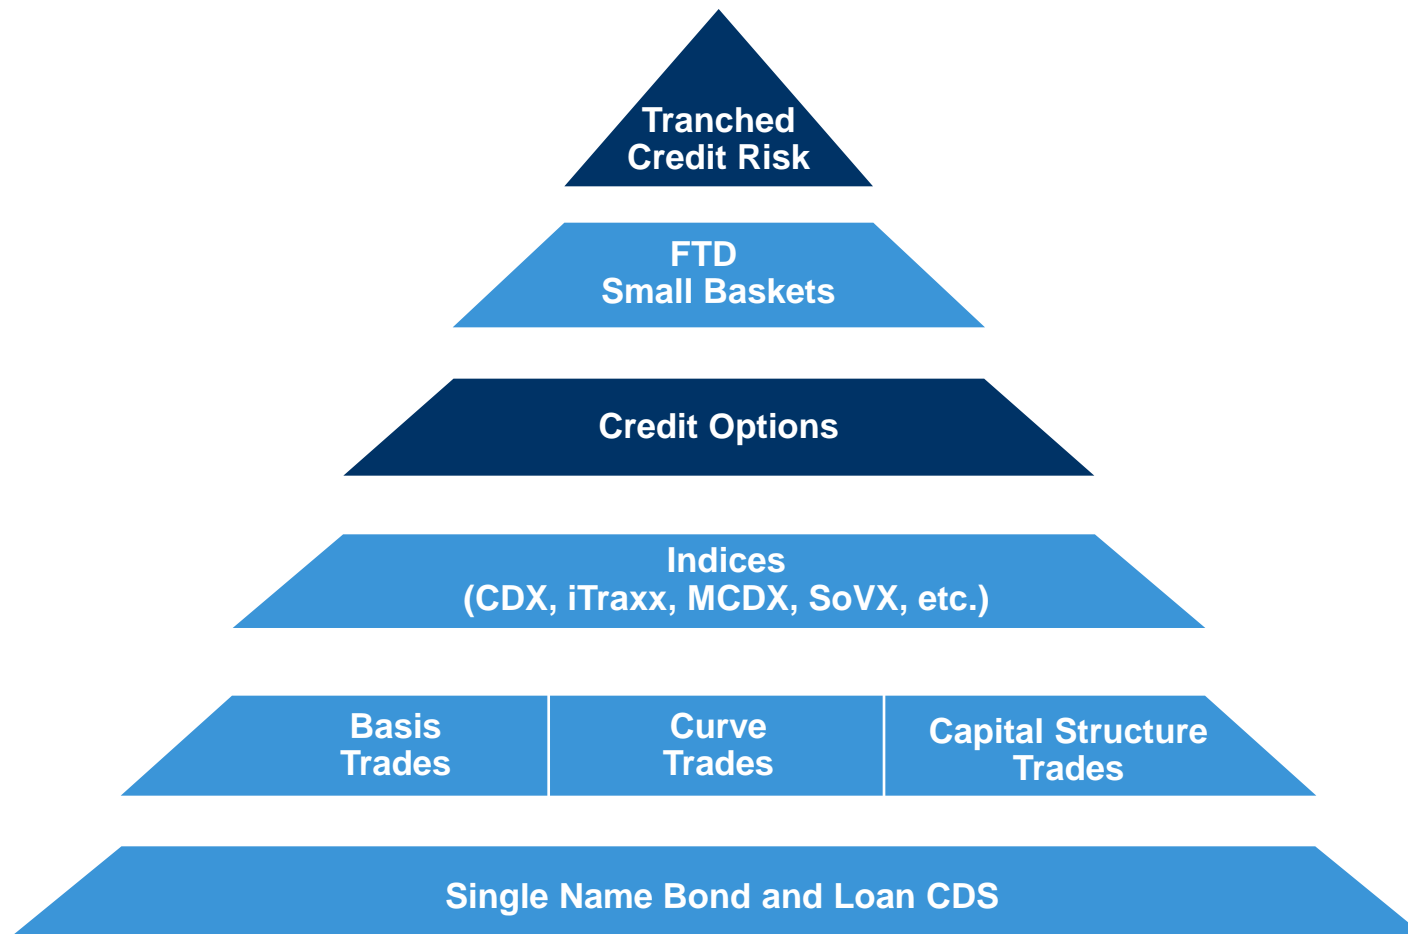 Tranched
Credit Risk
FTD
Small Baskets
Credit Options
Indices
(CDX, iTraxx, MCDX, SoVX, etc.)
Basis
Trades
Curve
Trades
Capital Structure
Trades
Single Name Bond and Loan CDS